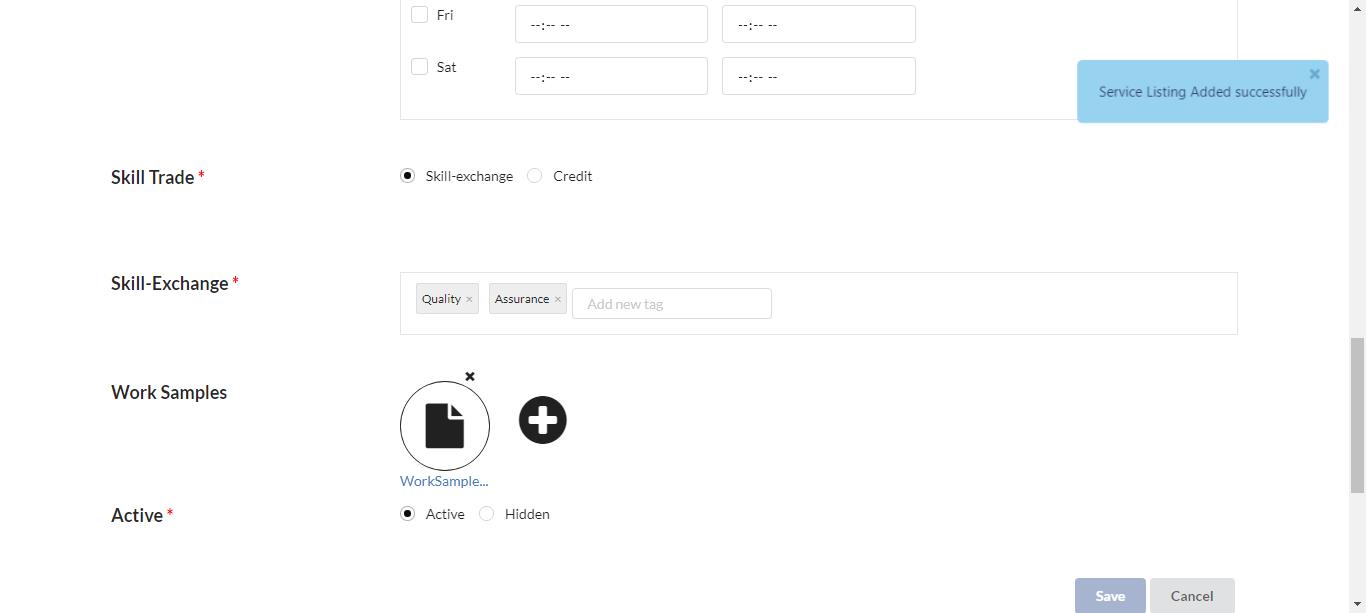 Fri --:-- -- --:-- --
Sat --:-- -- --:-- --
Service Listing Added successfully
Skill Trade * Skill-exchange Credit
Skill-Exchange * Quality × Assurance × Add new tag
Work Samples
WorkSample...
Active * Active Hidden
Save Cancel